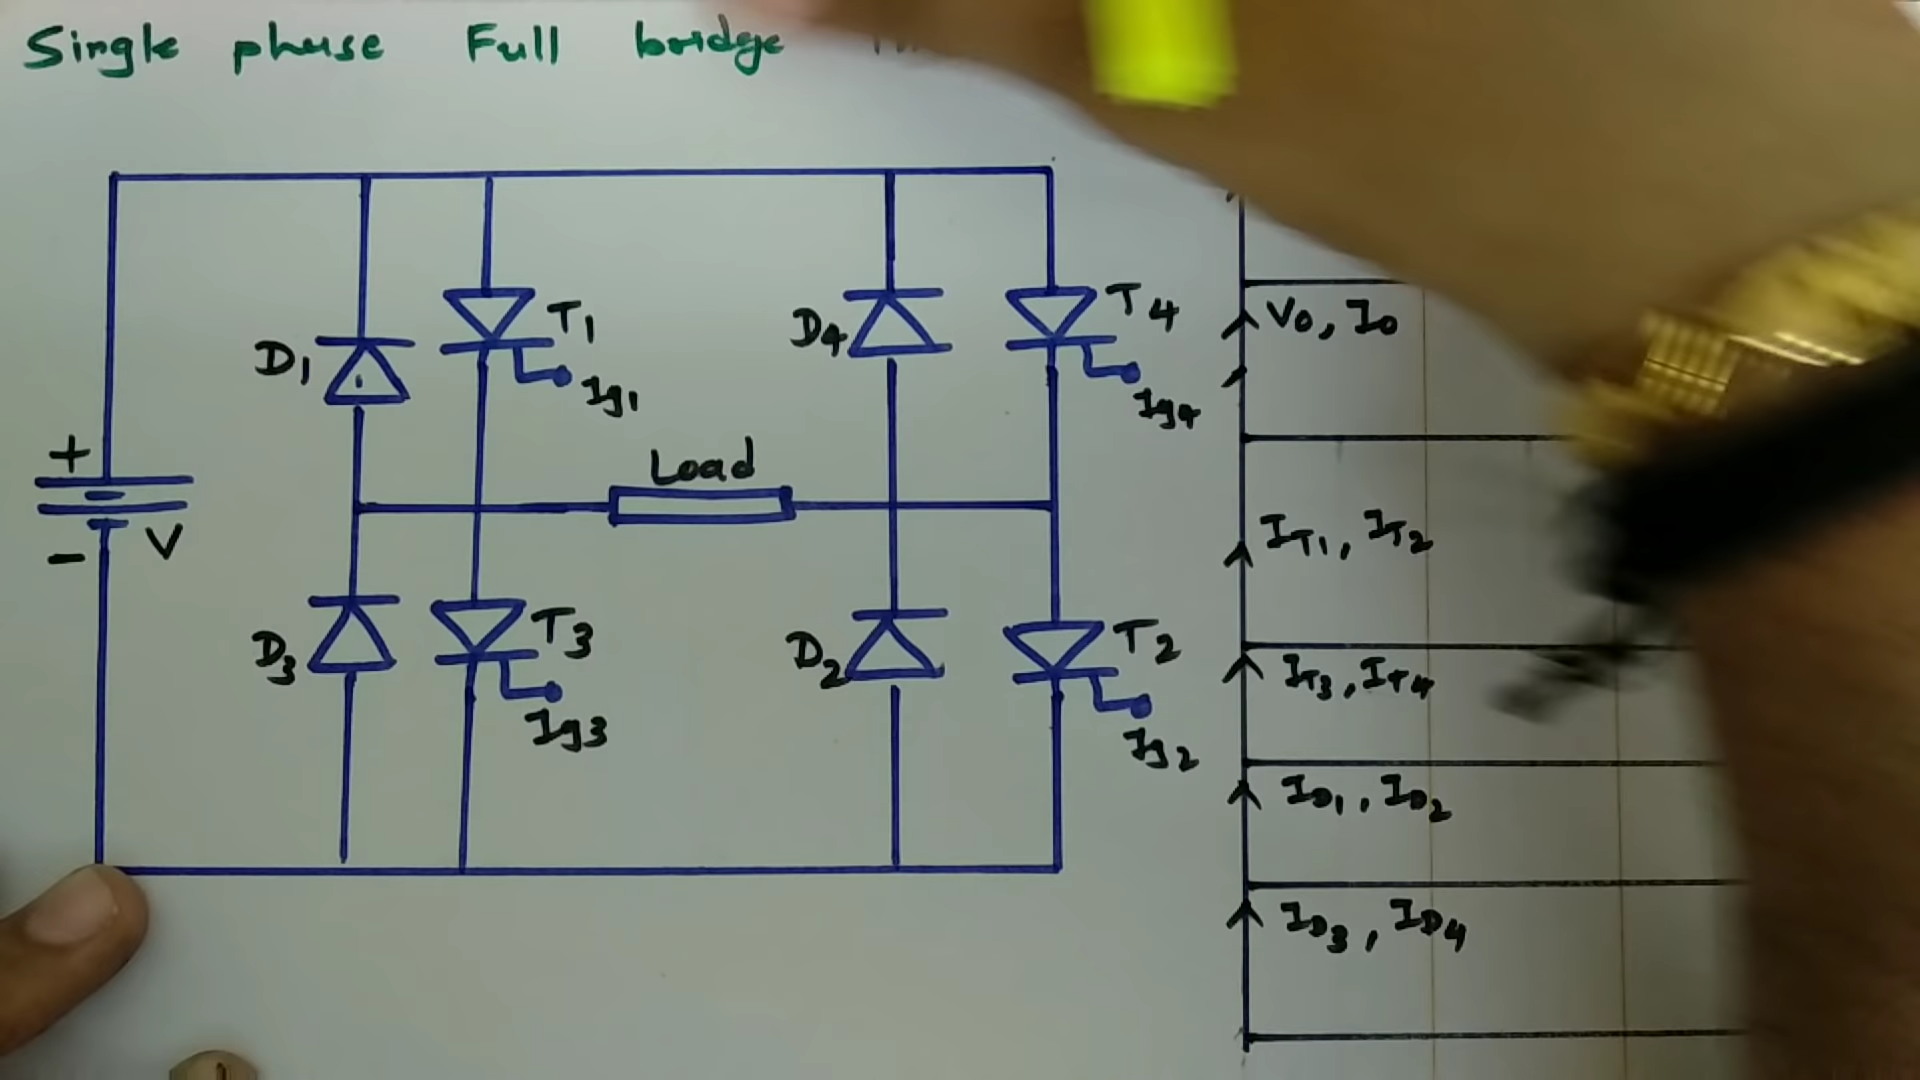 Single phase Full bridge
T1
T4
D1
D4
Ig1
Ig4
+
Load
- V
T3
T2
D3
D2
Ig3
Ig2
Vo, Io
IT1, IT2
IT3, IT4
ID1, ID2
ID3, ID4